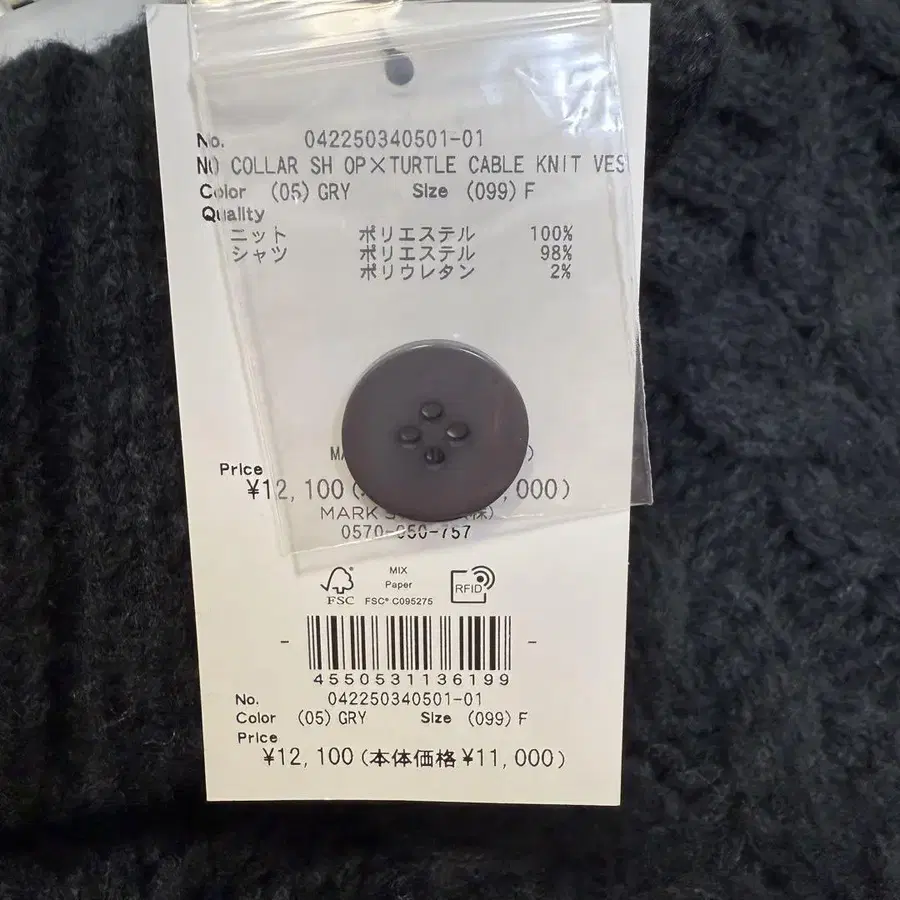 No. 042250340501-01
NO COLLAR SH OP×TURTLE CABLE KNIT VES
Color (05) GRY Size (099) F
Quality
ニット ポリエステル 100%
シャツ ポリエステル 98%
ポリウレタン 2%
Price
¥12,100 ,000)
MARK
0570-050-757
MIX
Paper
FSC FSC® C095275
RFID
4550531136199
No. 042250340501-01
Color (05) GRY Size (099) F
Price
¥12,100 (本体価格 ¥11,000)